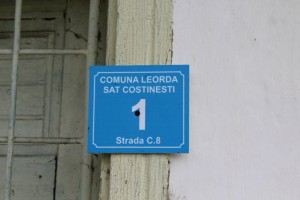 COMUNA LEORDA
SAT COSTINESTI
1
Strada C.8